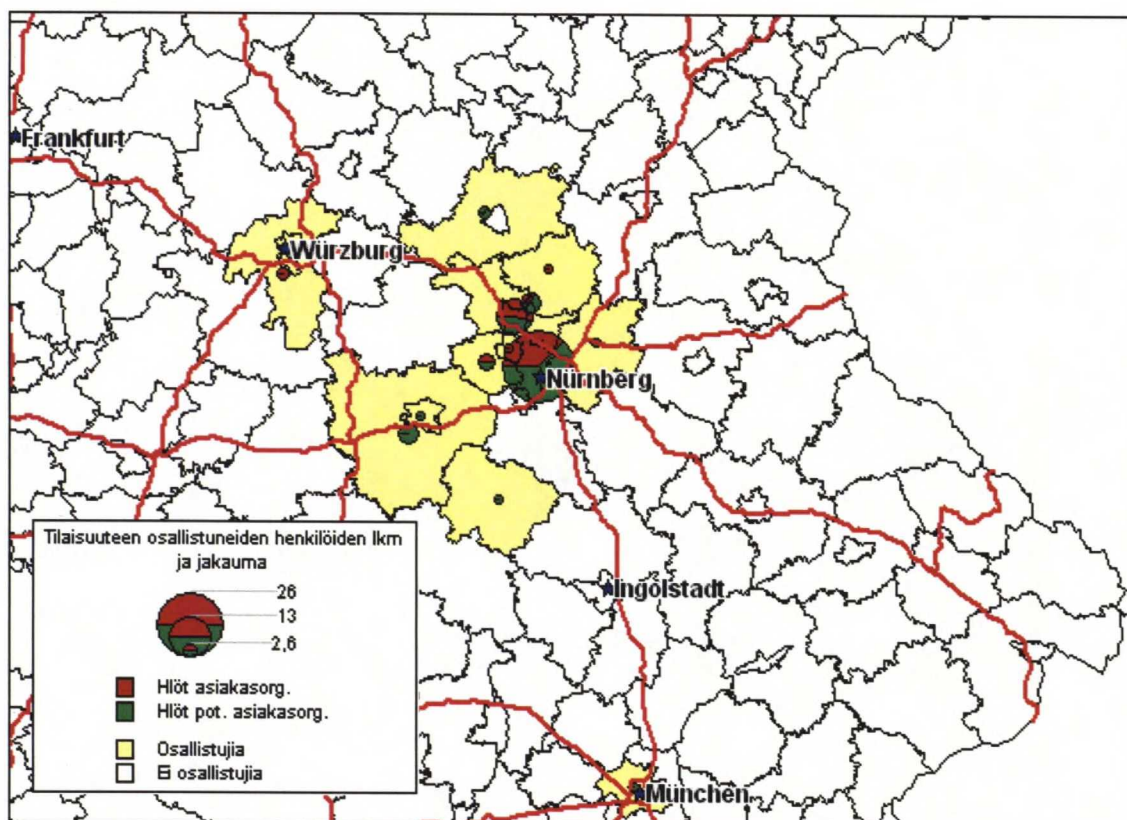 Frankfurt
Würzburg
Nürnberg
Ingolstadt
München
Tilaisuuteen osallistuneiden henkilöiden lkm
ja jakauma
26
13
2,6
Hlöt asiakasorg.
Hlöt pot. asiakasorg.
Osallistujia
Ei osallistujia